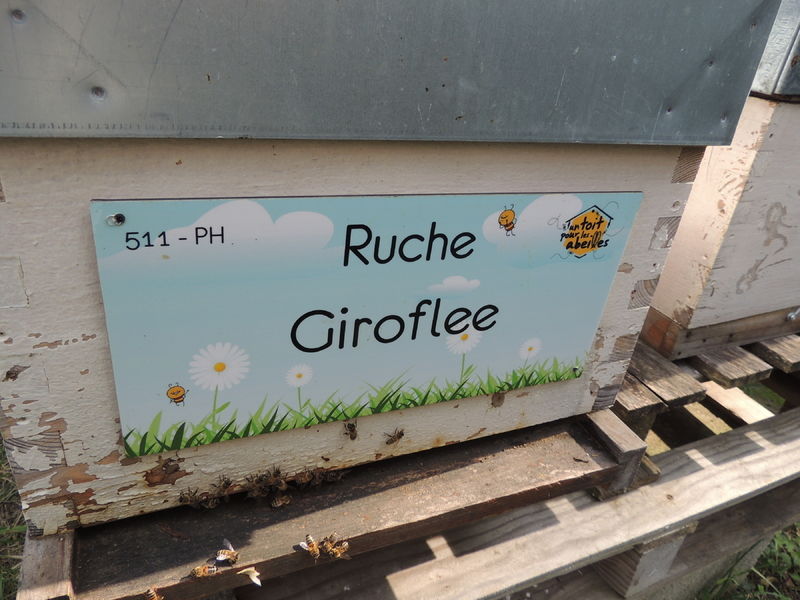 511 - PH
Ruche
Giroflee
un toit
pour les
abeilles